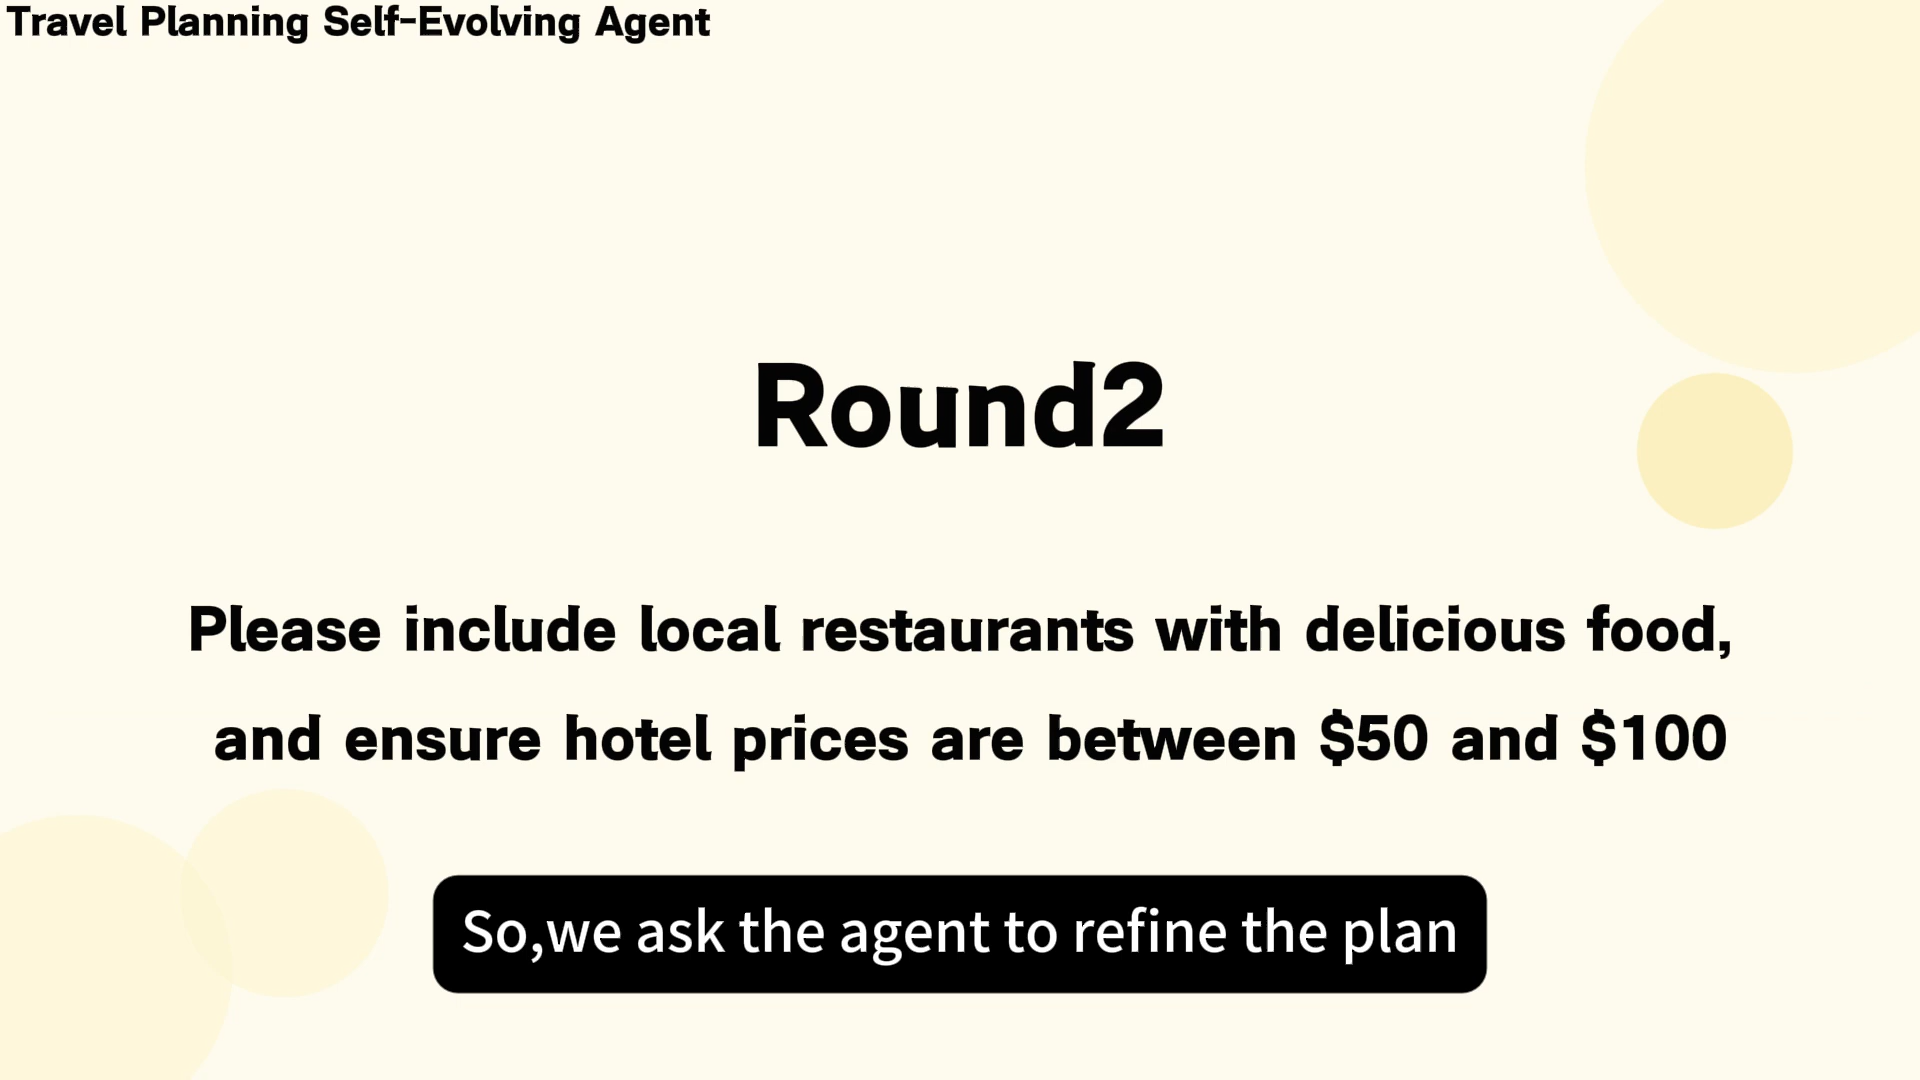 Travel Planning Self-Evolving Agent
Round2
Please include local restaurants with delicious food,
and ensure hotel prices are between $50 and $100
So,we ask the agent to refine the plan